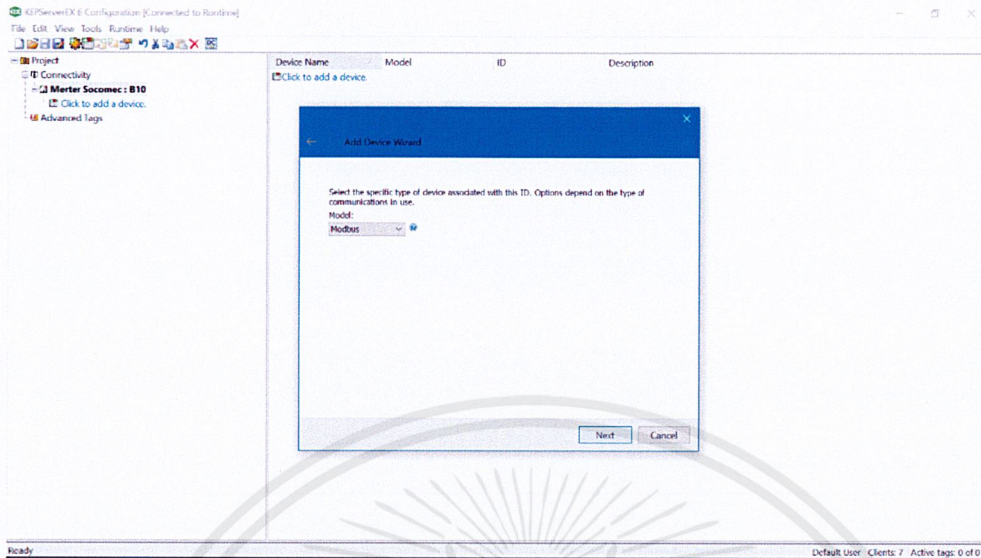 KEPServerEX 6 Configuration [Connected to Runtime]
File Edit View Tools Runtime Help
Project
Connectivity
Merter Socomec : B10
Click to add a device.
Advanced Tags
Device Name Model ID Description
Click to add a device.
Add Device Wizard
Select the specific type of device associated with this ID. Options depend on the type of
communications in use.
Model:
Modbus
Next Cancel
Ready
Default User Clients: 7 Active tags: 0 of 0